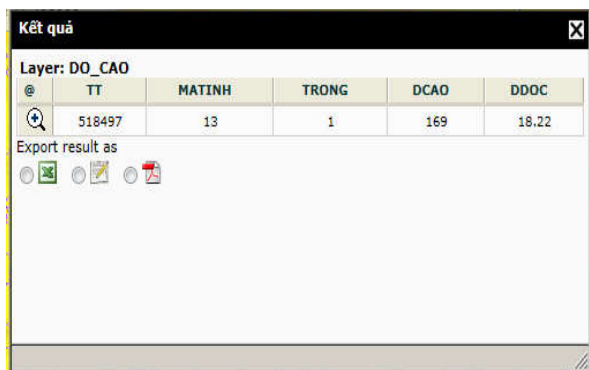 Kết quả
Layer: DO_CAO
@ TT MATINH TRONG DCAO DDOC
518497 13 1 169 18.22
Export result as